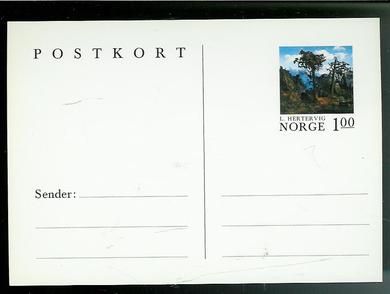 POSTKORT
L. HERTERVIG
NORGE 1.00
Sender: